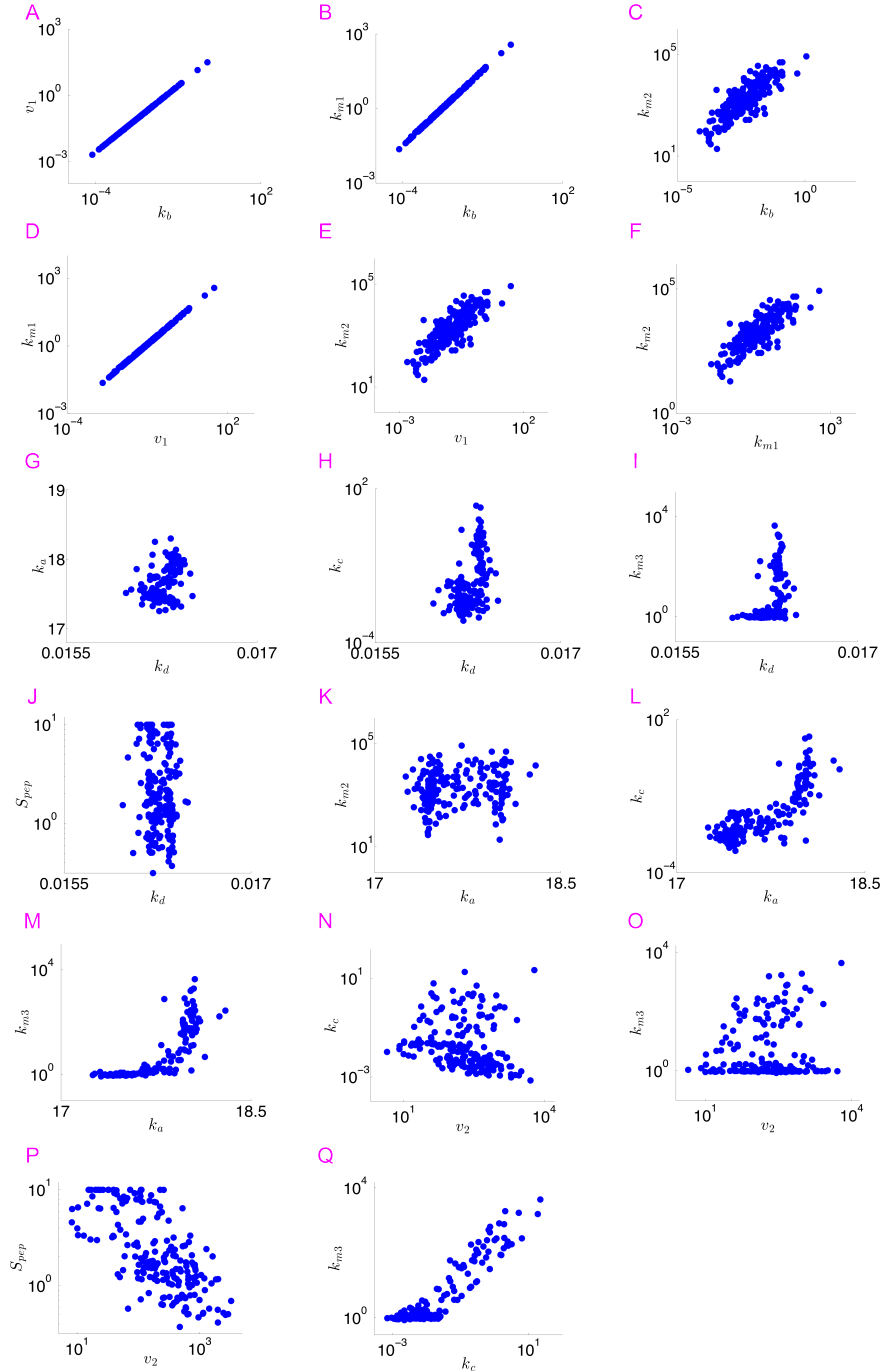 A
B
C
10^3
10^0
10^-3
v_1
10^-4
10^2
k_b
10^3
10^0
10^-3
k_m1
10^-4
10^2
k_b
10^5
10^1
k_m2
10^-5
10^0
k_b
D
E
F
10^3
10^0
10^-3
k_m1
10^-4
10^2
v_1
10^5
10^1
k_m2
10^-3
10^2
v_1
10^5
10^0
k_m2
10^-3
10^3
k_m1
G
H
I
19
18
17
k_a
0.0155
0.017
k_d
10^2
10^-4
k_c
0.0155
0.017
k_d
10^4
10^0
k_m3
0.0155
0.017
k_d
J
K
L
10^1
10^0
S_pep
0.0155
0.017
k_d
10^5
10^1
k_m2
17
18.5
k_a
10^2
10^-4
k_c
17
18.5
k_a
M
N
O
10^4
10^0
k_m3
17
18.5
k_a
10^1
10^-3
k_c
10^1
10^4
v_2
10^4
10^0
k_m3
10^1
10^4
v_2
P
Q
10^1
10^0
S_pep
10^1
10^3
v_2
10^4
10^0
k_m3
10^-3
10^1
k_c